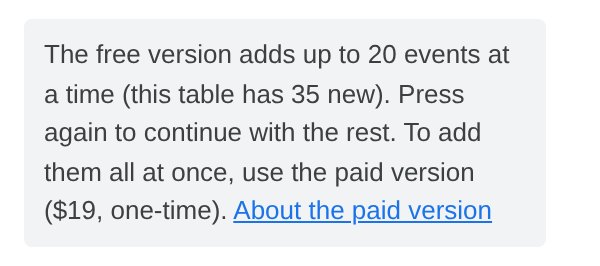 The free version adds up to 20 events at
a time (this table has 35 new). Press
again to continue with the rest. To add
them all at once, use the paid version
($19, one-time). About the paid version